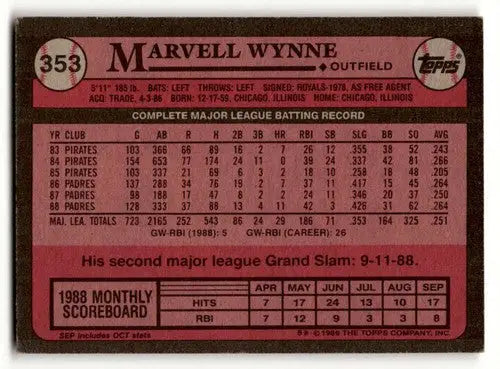 353
MARVELL WYNNE
◆OUTFIELD
Topps
5'11" 185 lb. BATS: LEFT THROWS: LEFT SIGNED: ROYALS-1978, AS FREE AGENT
ACQ: TRADE, 4-3-86 BORN: 12-17-59, CHICAGO, ILLINOIS HOME: CHICAGO, ILLINOIS
COMPLETE MAJOR LEAGUE BATTING RECORD
YR CLUB G AB R H 2B 3B HR RBI SB SLG BB SO AVG
83 PIRATES 103 366 66 89 16 2 7 26 12 .355 38 52 .243
84 PIRATES 154 653 77 174 24 11 0 39 24 .337 42 81 .266
85 PIRATES 103 337 21 69 6 3 2 18 10 .258 18 48 .205
86 PADRES 137 288 34 76 19 2 7 37 11 .417 15 45 .264
87 PADRES 98 188 17 47 8 2 2 24 11 .346 20 37 .250
88 PADRES 128 333 37 88 13 4 11 42 3 .426 31 62 .264
MAJ. LEA. TOTALS 723 2165 252 543 86 24 29 186 71 .354 164 325 .251
GW-RBI (1988): 5 GW-RBI (CAREER): 26
His second major league Grand Slam: 9-11-88.
1988 MONTHLY SCOREBOARD
SEP includes OCT stats
APR MAY JUN JUL AUG SEP
HITS 7 17 24 13 10 17
RBI 7 12 9 3 3 8
© 1989 THE TOPPS COMPANY, INC.